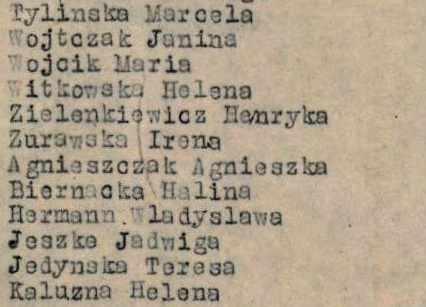 Tylinska Marcela
Wojtczak Janina
Wojcik Maria
Witkowska Helena
Zielenkiewicz Henryka
Zurawska Irena
Agnieszczak Agnieszka
Biernacka Halina
Hermann Wladyslawa
Jeszke Jadwiga
Jedynska Teresa
Kaluzna Helena